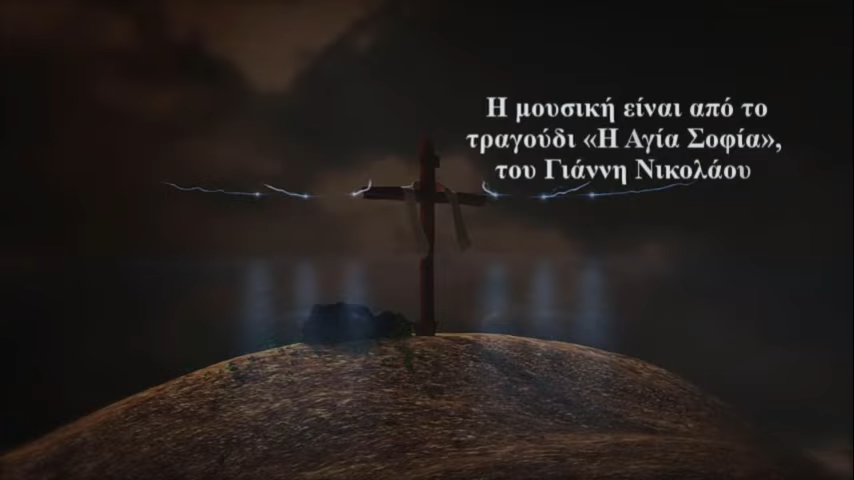 Η μουσική είναι από το
τραγούδι «Η Αγία Σοφία»,
του Γιάννη Νικολάου